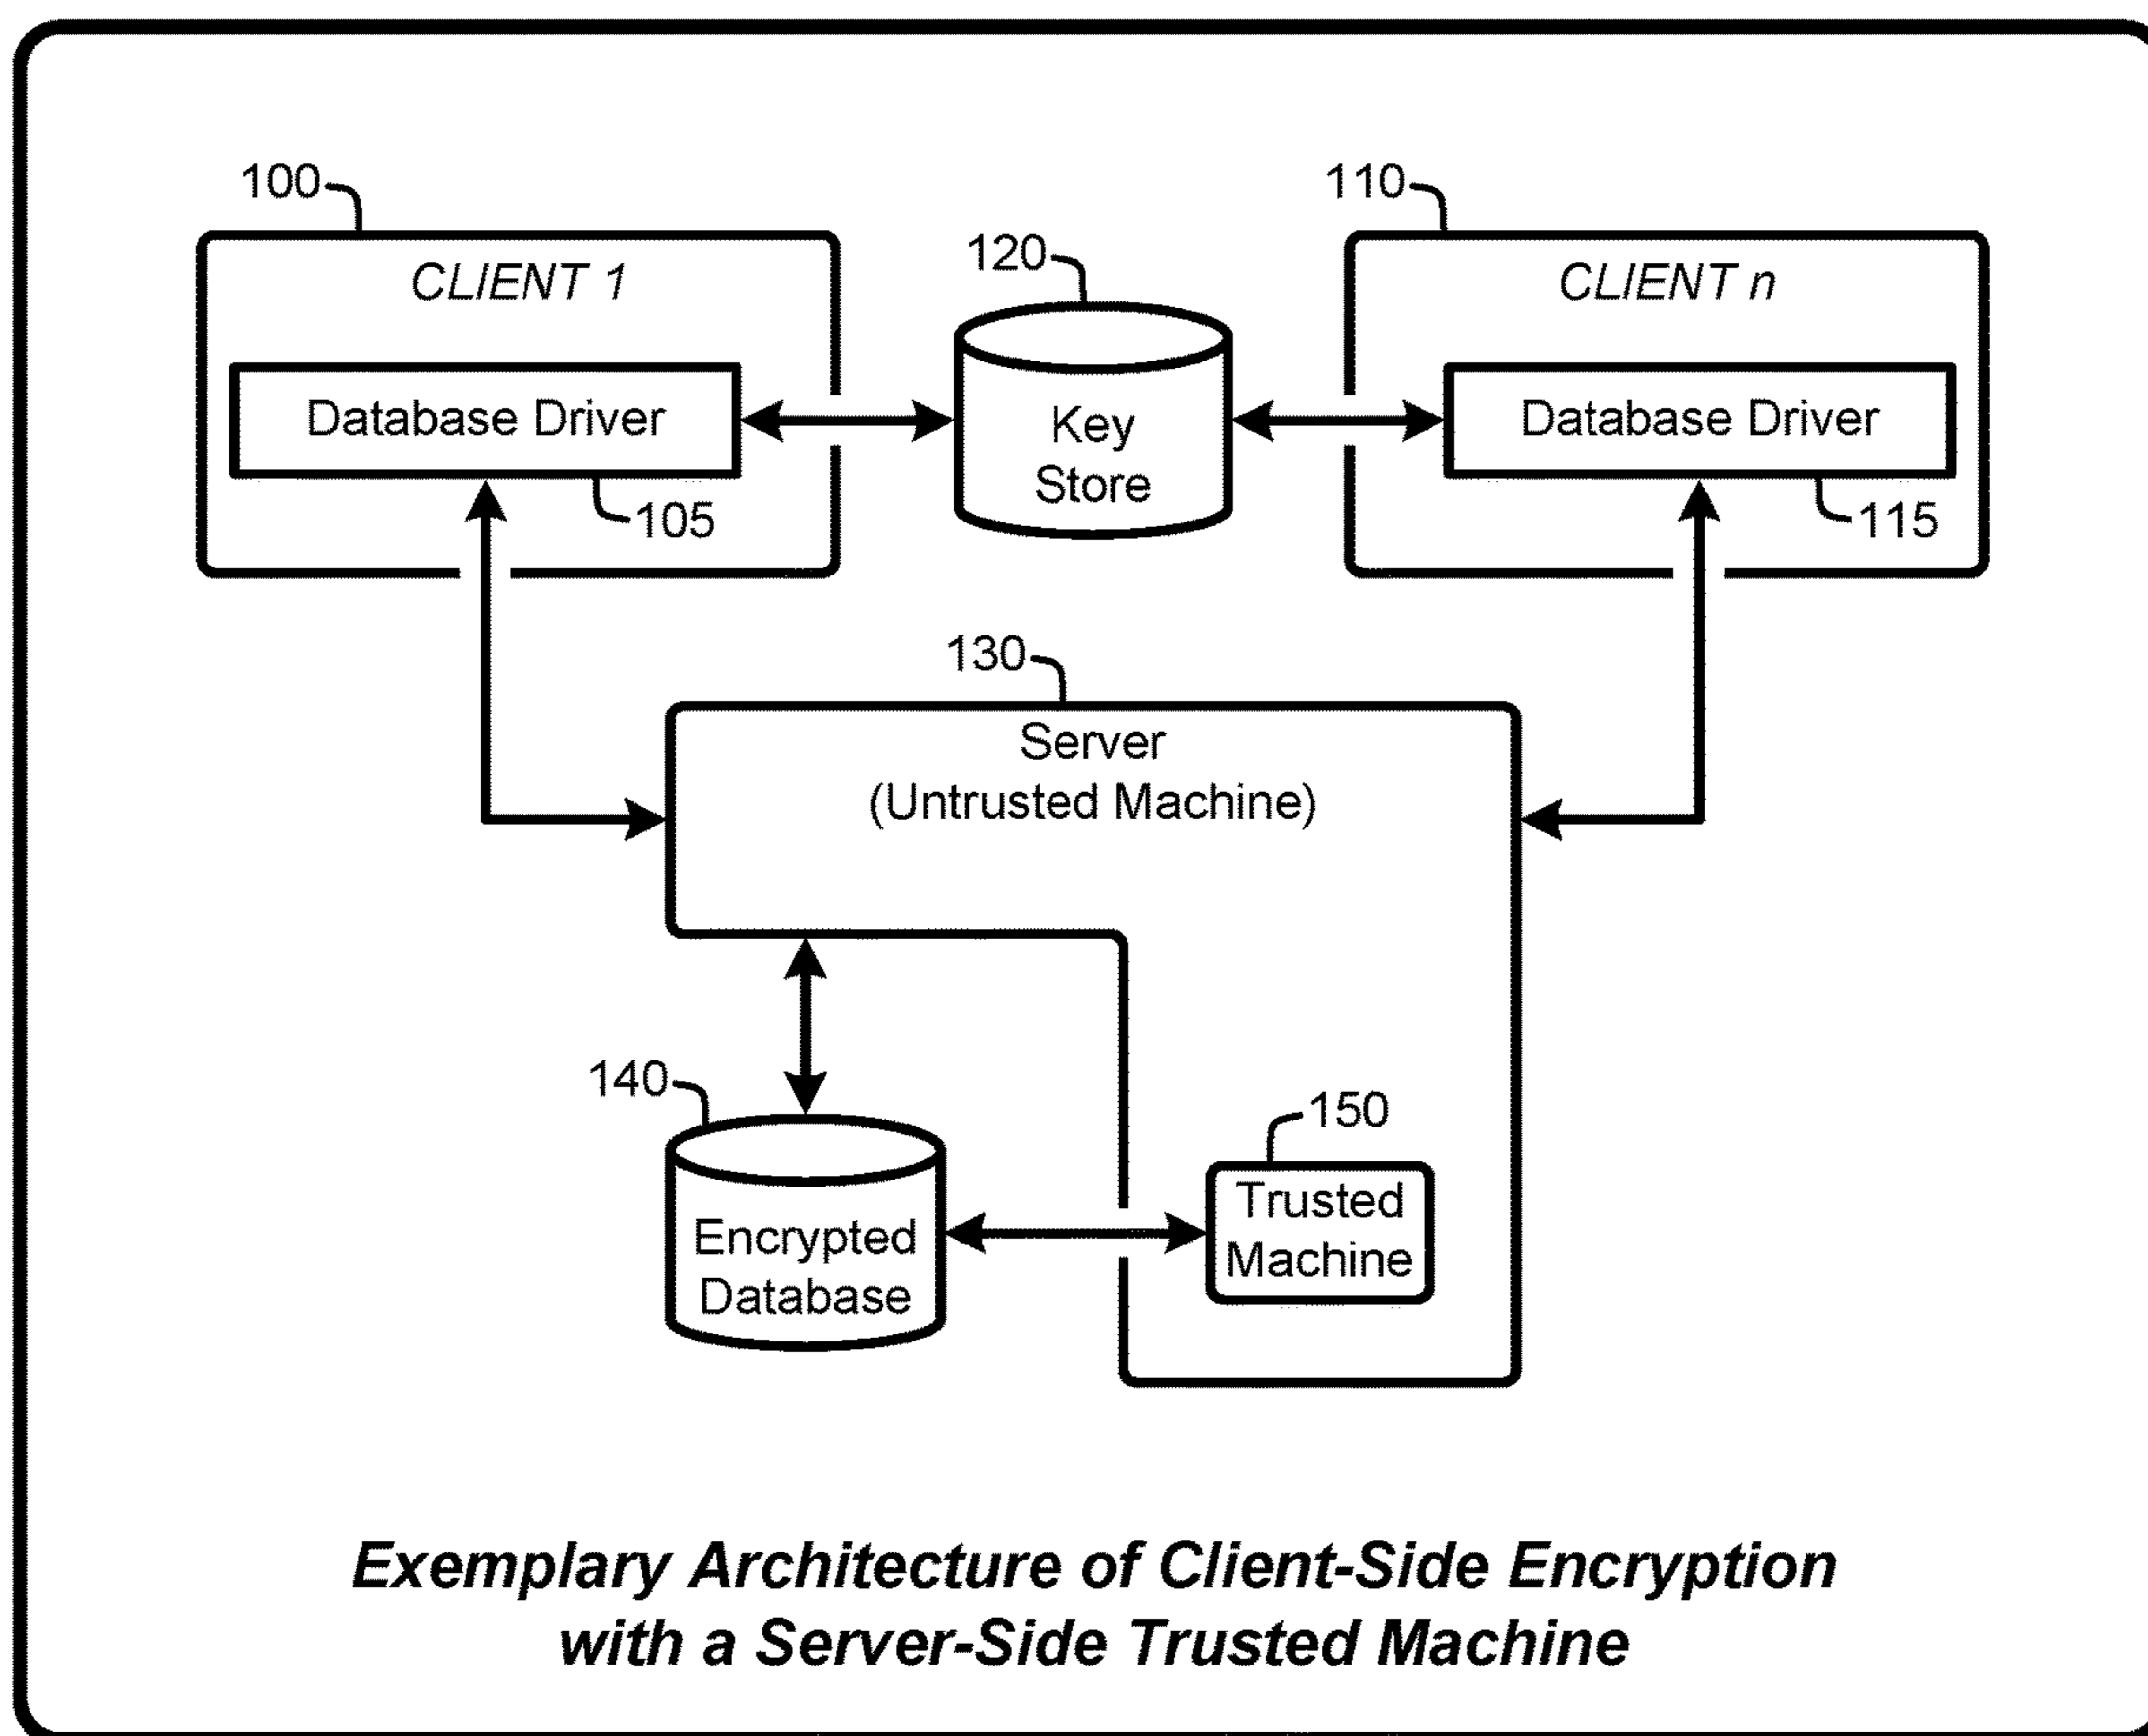 100
110
120
CLIENT 1
CLIENT n
Database Driver
Key
Store
Database Driver
105
115
130
Server
(Untrusted Machine)
140
150
Trusted
Machine
Encrypted
Database
Exemplary Architecture of Client-Side Encryption
with a Server-Side Trusted Machine